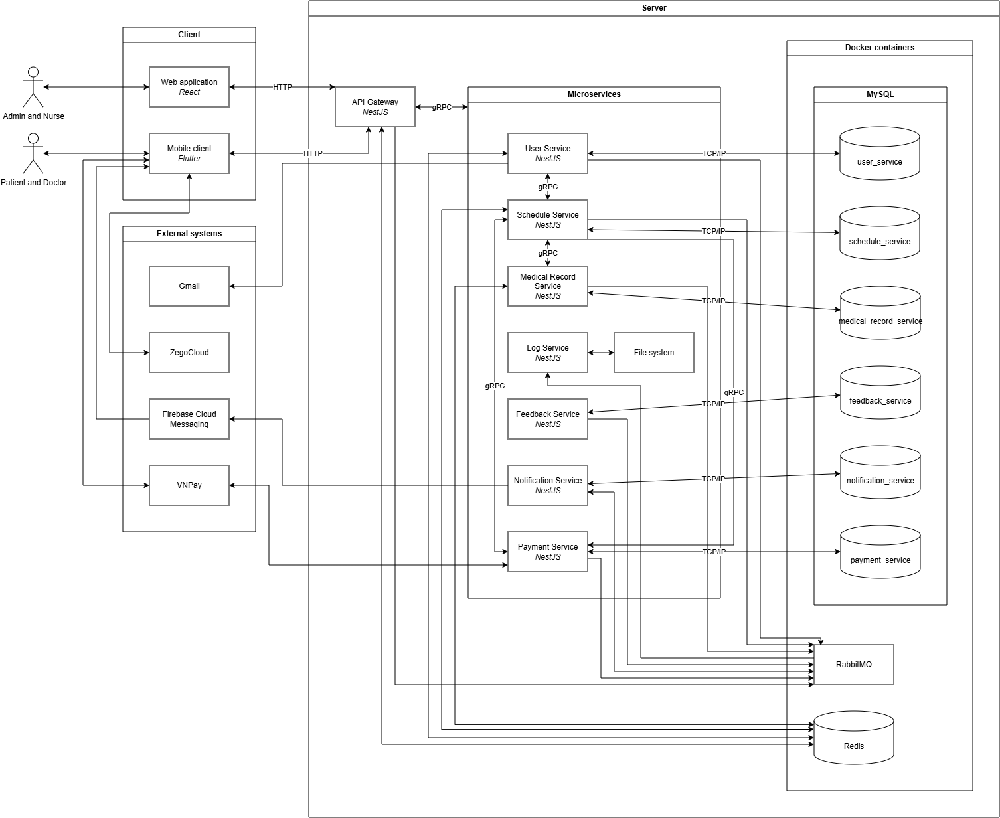 Server
Client
Docker containers
Web application
React
HTTP
API Gateway
NestJS
gRPC
Microservices
MySQL
Admin and Nurse
Mobile client
Flutter
HTTP
User Service
NestJS
TCP/IP
user_service
Patient and Doctor
gRPC
External systems
Schedule Service
NestJS
TCP/IP
schedule_service
gRPC
Gmail
Medical Record
Service
NestJS
TCP/IP
medical_record_service
ZegoCloud
Log Service
NestJS
File system
gRPC
gRPC
Firebase Cloud
Messaging
Feedback Service
NestJS
TCP/IP
feedback_service
VNPay
Notification Service
NestJS
TCP/IP
notification_service
Payment Service
NestJS
TCP/IP
payment_service
RabbitMQ
Redis